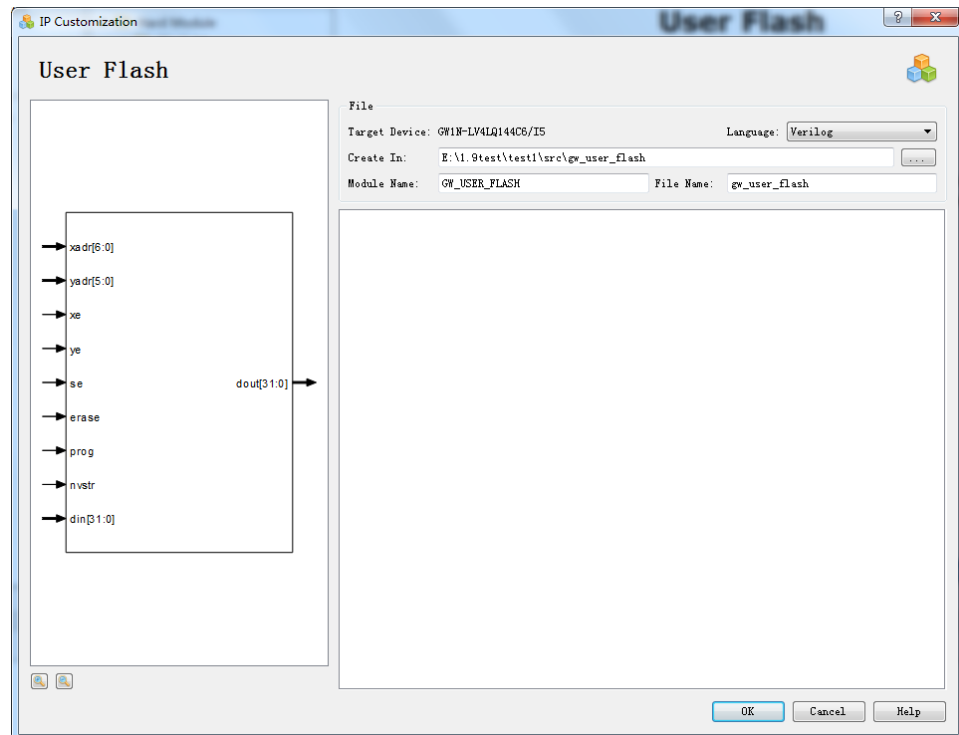 IP Customization
User Flash
?
X
User Flash
File
Target Device: GW1N-LV4LQ144C6/I5
Language: Verilog
Create In: E:\1.9test\test1\src\gw_user_flash
...
Module Name: GW_USER_FLASH
File Name: gw_user_flash
xadr[6:0]
yadr[5:0]
xe
ye
se
dout[31:0]
erase
prog
nvstr
din[31:0]
OK
Cancel
Help